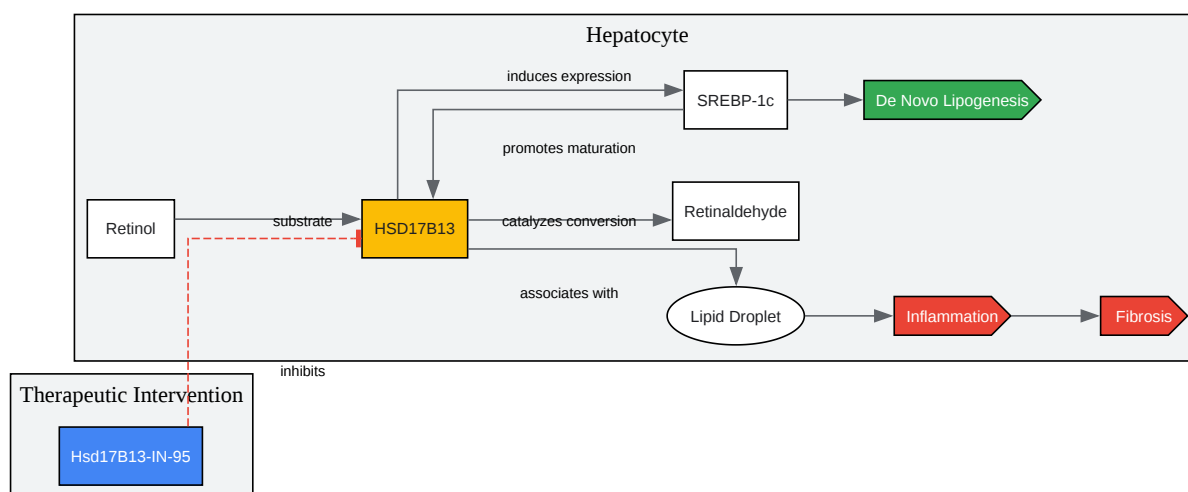 Hepatocyte
induces expression
SREBP-1c
De Novo Lipogenesis
promotes maturation
Retinol
substrate
HSD17B13
catalyzes conversion
Retinaldehyde
associates with
Lipid Droplet
Inflammation
Fibrosis
inhibits
Therapeutic Intervention
Hsd17B13-IN-95